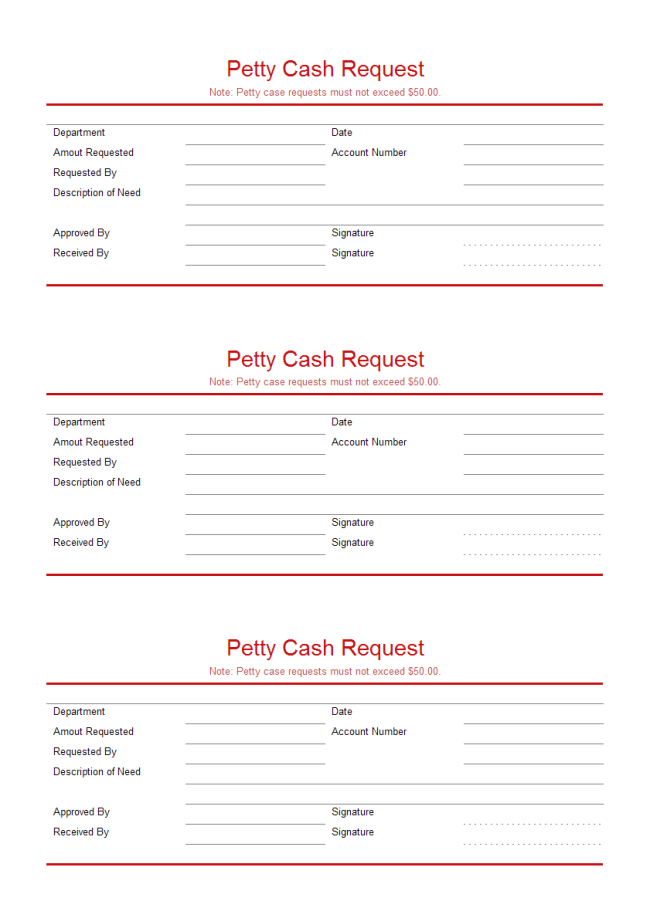 Petty Cash Request
Note: Petty case requests must not exceed $50.00.
Department Date
Amout Requested Account Number
Requested By
Description of Need
Approved By Signature
Received By Signature
Petty Cash Request
Note: Petty case requests must not exceed $50.00.
Department Date
Amout Requested Account Number
Requested By
Description of Need
Approved By Signature
Received By Signature
Petty Cash Request
Note: Petty case requests must not exceed $50.00.
Department Date
Amout Requested Account Number
Requested By
Description of Need
Approved By Signature
Received By Signature